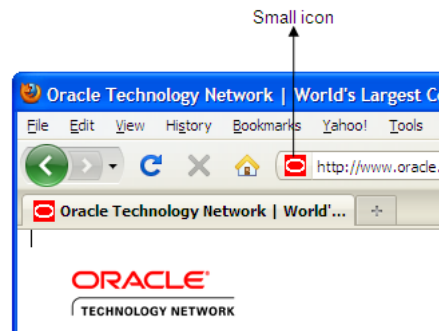 Small icon
Oracle Technology Network | World's Largest C
File Edit View History Bookmarks Yahoo! Tools
http://www.oracle.
Oracle Technology Network | World'...
ORACLE®
TECHNOLOGY NETWORK